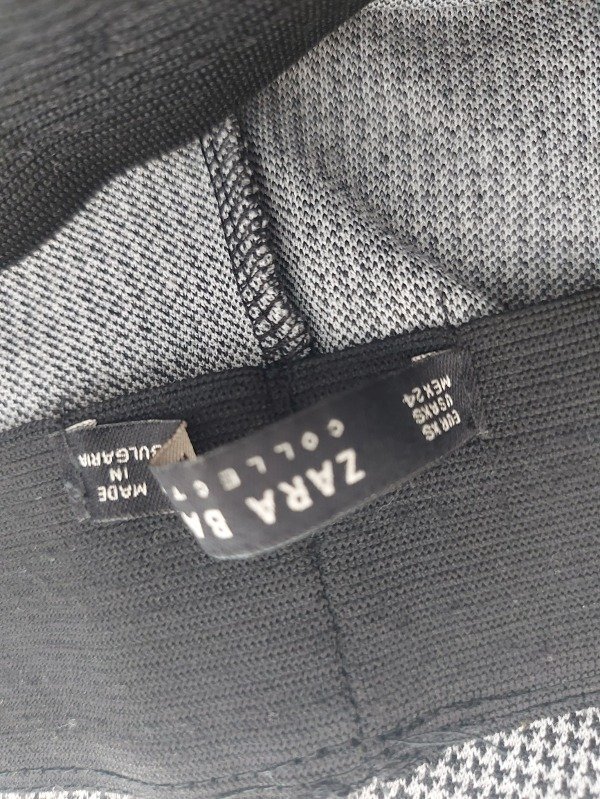 ZARA BA
COLLECT
EUR XS
USA XS
MEX 24
MADE
IN
BULGARIA